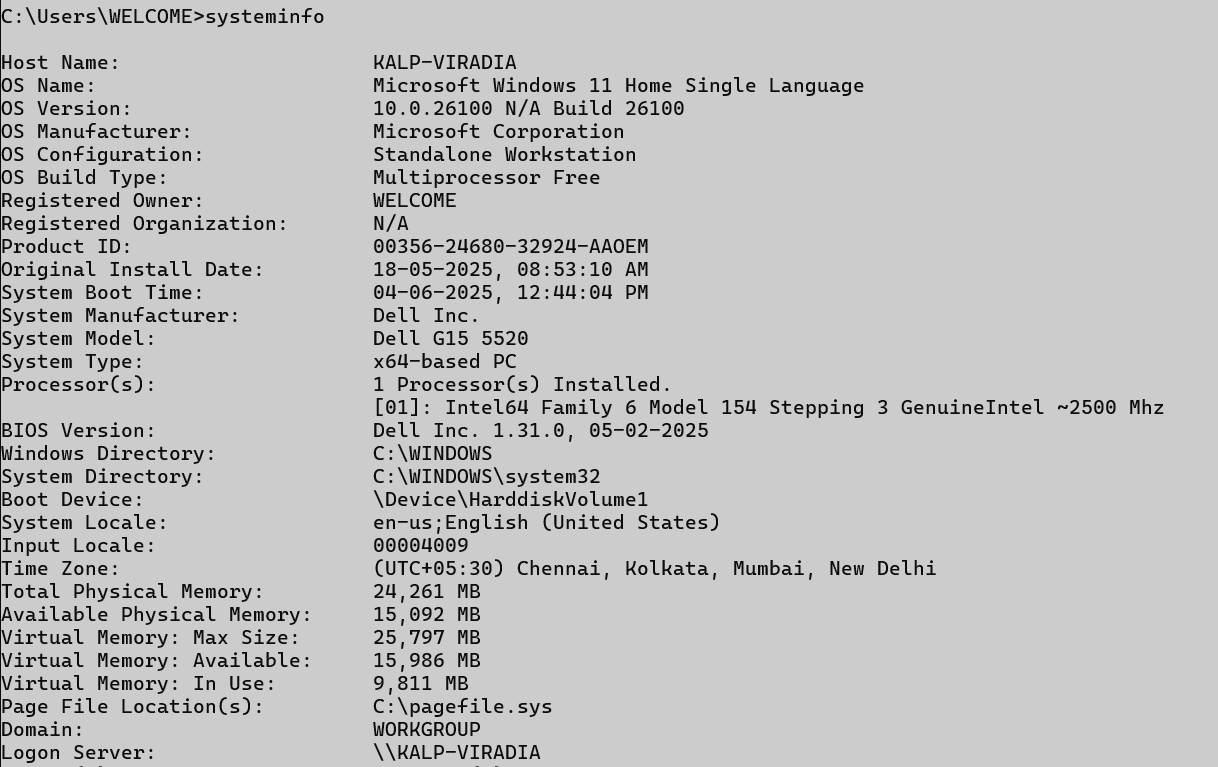 C:\Users\WELCOME>systeminfo
Host Name: KALP-VIRADIA
OS Name: Microsoft Windows 11 Home Single Language
OS Version: 10.0.26100 N/A Build 26100
OS Manufacturer: Microsoft Corporation
OS Configuration: Standalone Workstation
OS Build Type: Multiprocessor Free
Registered Owner: WELCOME
Registered Organization: N/A
Product ID: 00356-24680-32924-AAOEM
Original Install Date: 18-05-2025, 08:53:10 AM
System Boot Time: 04-06-2025, 12:44:04 PM
System Manufacturer: Dell Inc.
System Model: Dell G15 5520
System Type: x64-based PC
Processor(s): 1 Processor(s) Installed.
[01]: Intel64 Family 6 Model 154 Stepping 3 GenuineIntel ~2500 Mhz
BIOS Version: Dell Inc. 1.31.0, 05-02-2025
Windows Directory: C:\WINDOWS
System Directory: C:\WINDOWS\system32
Boot Device: \Device\HarddiskVolume1
System Locale: en-us;English (United States)
Input Locale: 00004009
Time Zone: (UTC+05:30) Chennai, Kolkata, Mumbai, New Delhi
Total Physical Memory: 24,261 MB
Available Physical Memory: 15,092 MB
Virtual Memory: Max Size: 25,797 MB
Virtual Memory: Available: 15,986 MB
Virtual Memory: In Use: 9,811 MB
Page File Location(s): C:\pagefile.sys
Domain: WORKGROUP
Logon Server: \\KALP-VIRADIA